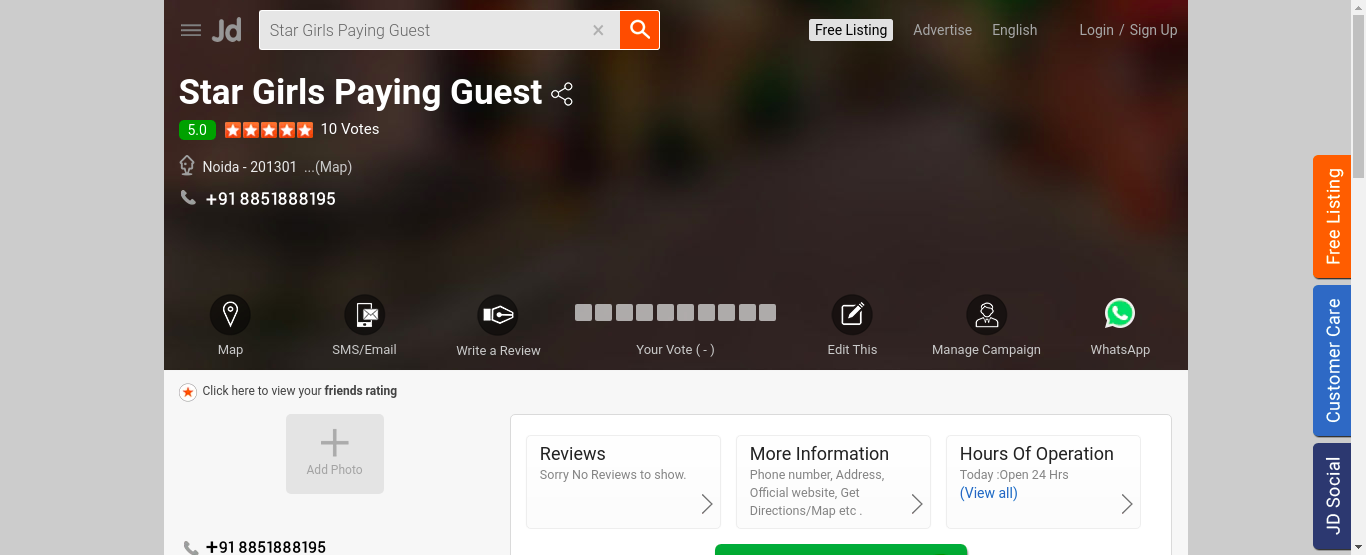 Jd
Star Girls Paying Guest ×
Free Listing
Advertise
English
Login / Sign Up
Star Girls Paying Guest
5.0
10 Votes
Noida - 201301 ...(Map)
+91 8851888195
Map
SMS/Email
Write a Review
Your Vote ( - )
Edit This
Manage Campaign
WhatsApp
Click here to view your friends rating
Add Photo
Reviews
Sorry No Reviews to show.
More Information
Phone number, Address,
Official website, Get
Directions/Map etc .
Hours Of Operation
Today :Open 24 Hrs
(View all)
+91 8851888195
Free Listing
Customer Care
JD Social